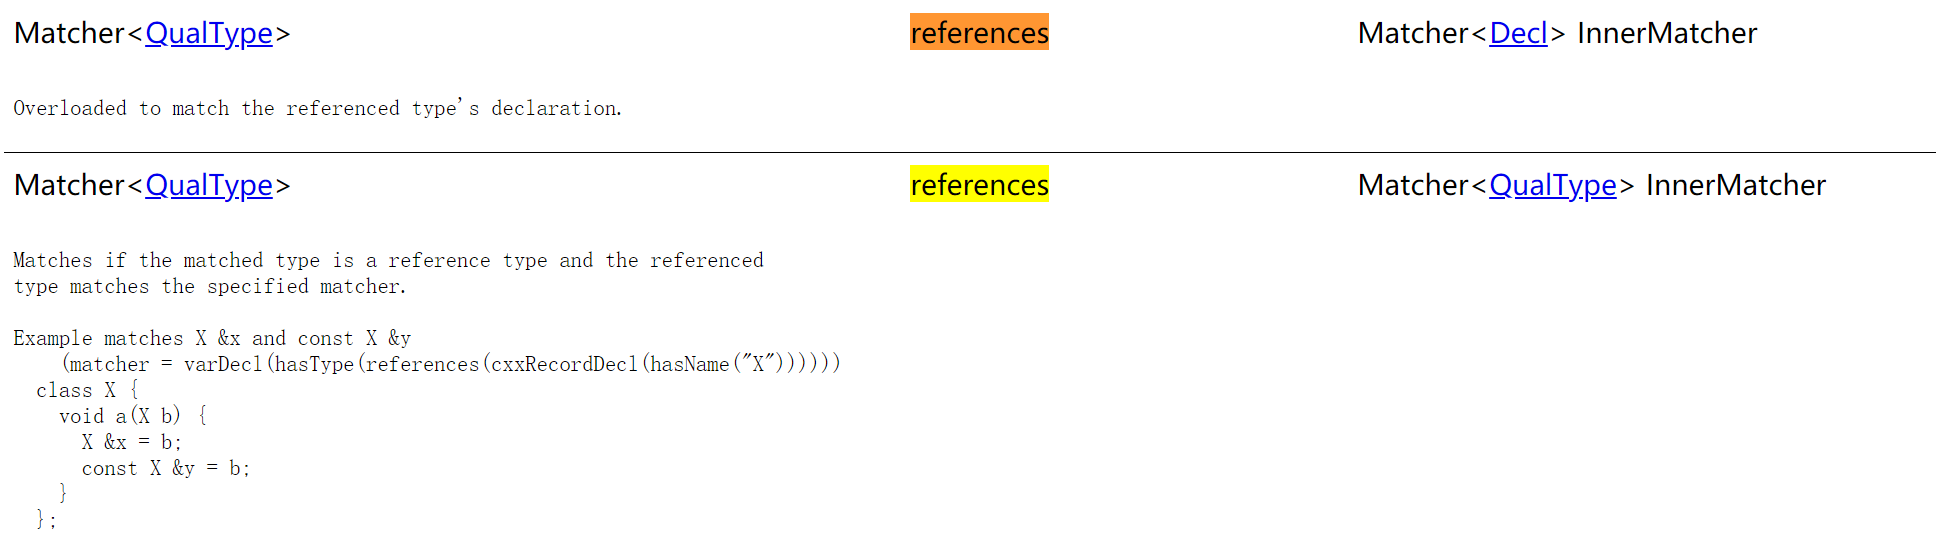 Matcher<QualType> references Matcher<Decl> InnerMatcher
Overloaded to match the referenced type's declaration.
Matcher<QualType> references Matcher<QualType> InnerMatcher
Matches if the matched type is a reference type and the referenced
type matches the specified matcher.
Example matches X &x and const X &y
    (matcher = varDecl(hasType(references(cxxRecordDecl(hasName("X"))))))
  class X {
    void a(X b) {
      X &x = b;
      const X &y = b;
    }
  };